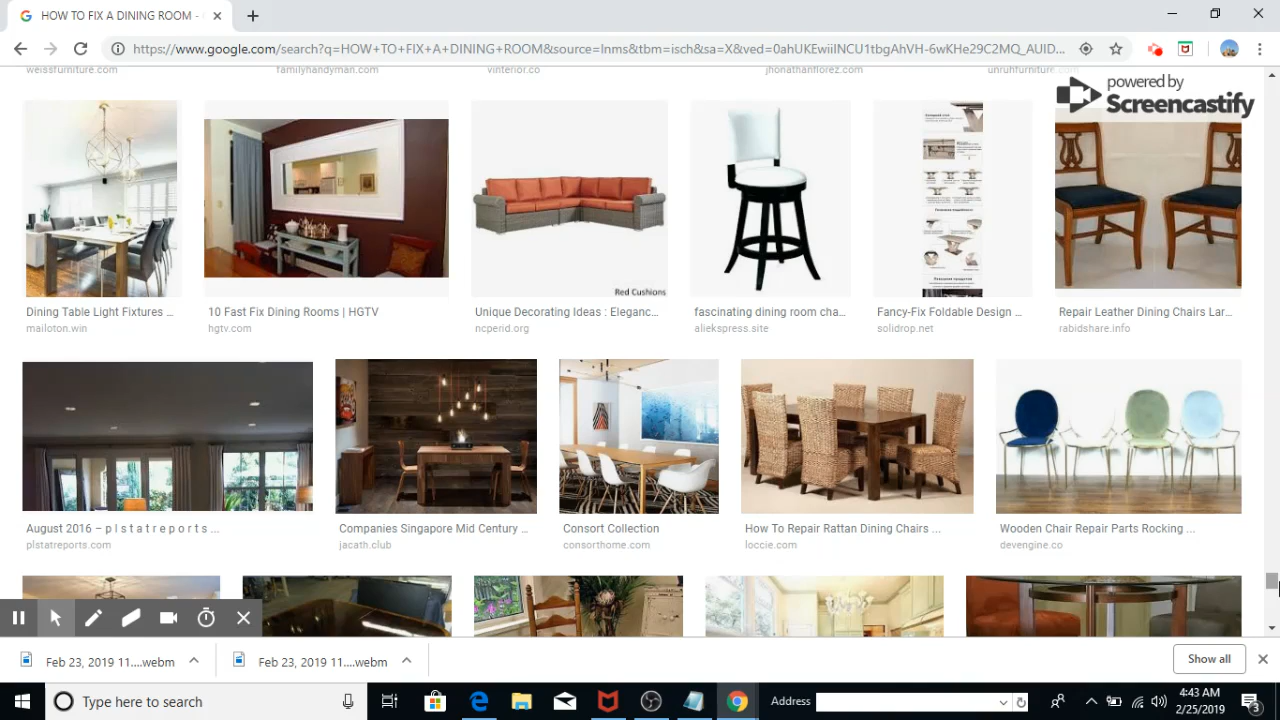 HOW TO FIX A DINING ROOM -
https://www.google.com/search?q=HOW+TO+FIX+A+DINING+ROOM&source=lnms&tbm=isch&sa=X&ved=0ahUKEwiiINCU1tbgAhVH-6wKHe29C2MQ_AUID...
weissfurniture.com familyhandyman.com vinterior.co jhonathanflorez.com unruhfurniture.com
powered by
Screencastify
Red Cushions
Dining Table Light Fixtures ... 10 Fast Fix Dining Rooms | HGTV Unique Decorating Ideas : Eleganc... fascinating dining room cha... Fancy-Fix Foldable Design ... Repair Leather Dining Chairs Lar...
mailoton.win hgtv.com ncperid.org aliekspress.site solidrop.net rabidshare.info
August 2016 – p l s t a t r e p o r t s ... Companies Singapore Mid Century ... Consort Collection How To Repair Rattan Dining Chairs ... Wooden Chair Repair Parts Rocking ...
plstatreports.com jacath.club consorthome.com loccie.com devengine.co
Feb 23, 2019 11....webm Feb 23, 2019 11....webm Show all
Type here to search Address 4:43 AM
2/25/2019 3